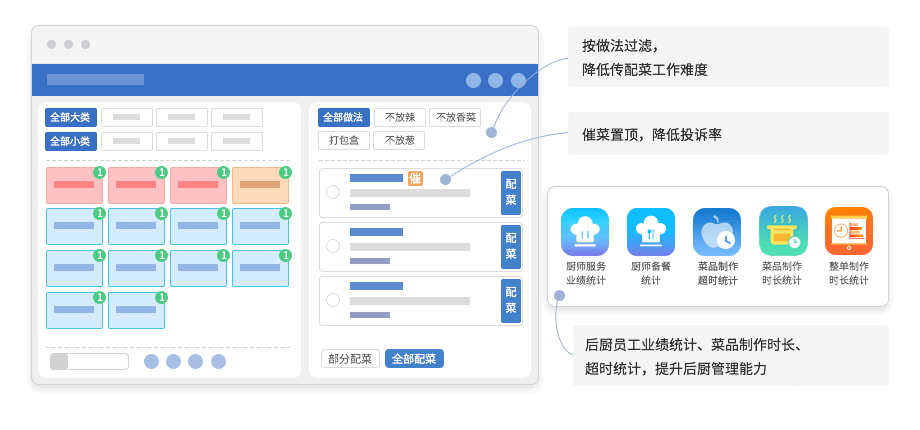 全部大类
全部小类
1 1 1 1
1 1 1 1
1 1 1 1
1 1
全部做法 不放辣 不放香菜
打包盒 不放葱
催
配菜
配菜
配菜
部分配菜 全部配菜
按做法过滤，
降低传配菜工作难度
催菜置顶，降低投诉率
厨师服务
业绩统计
厨师备餐
统计
菜品制作
超时统计
菜品制作
时长统计
整单制作
时长统计
后厨员工业绩统计、菜品制作时长、
超时统计，提升后厨管理能力